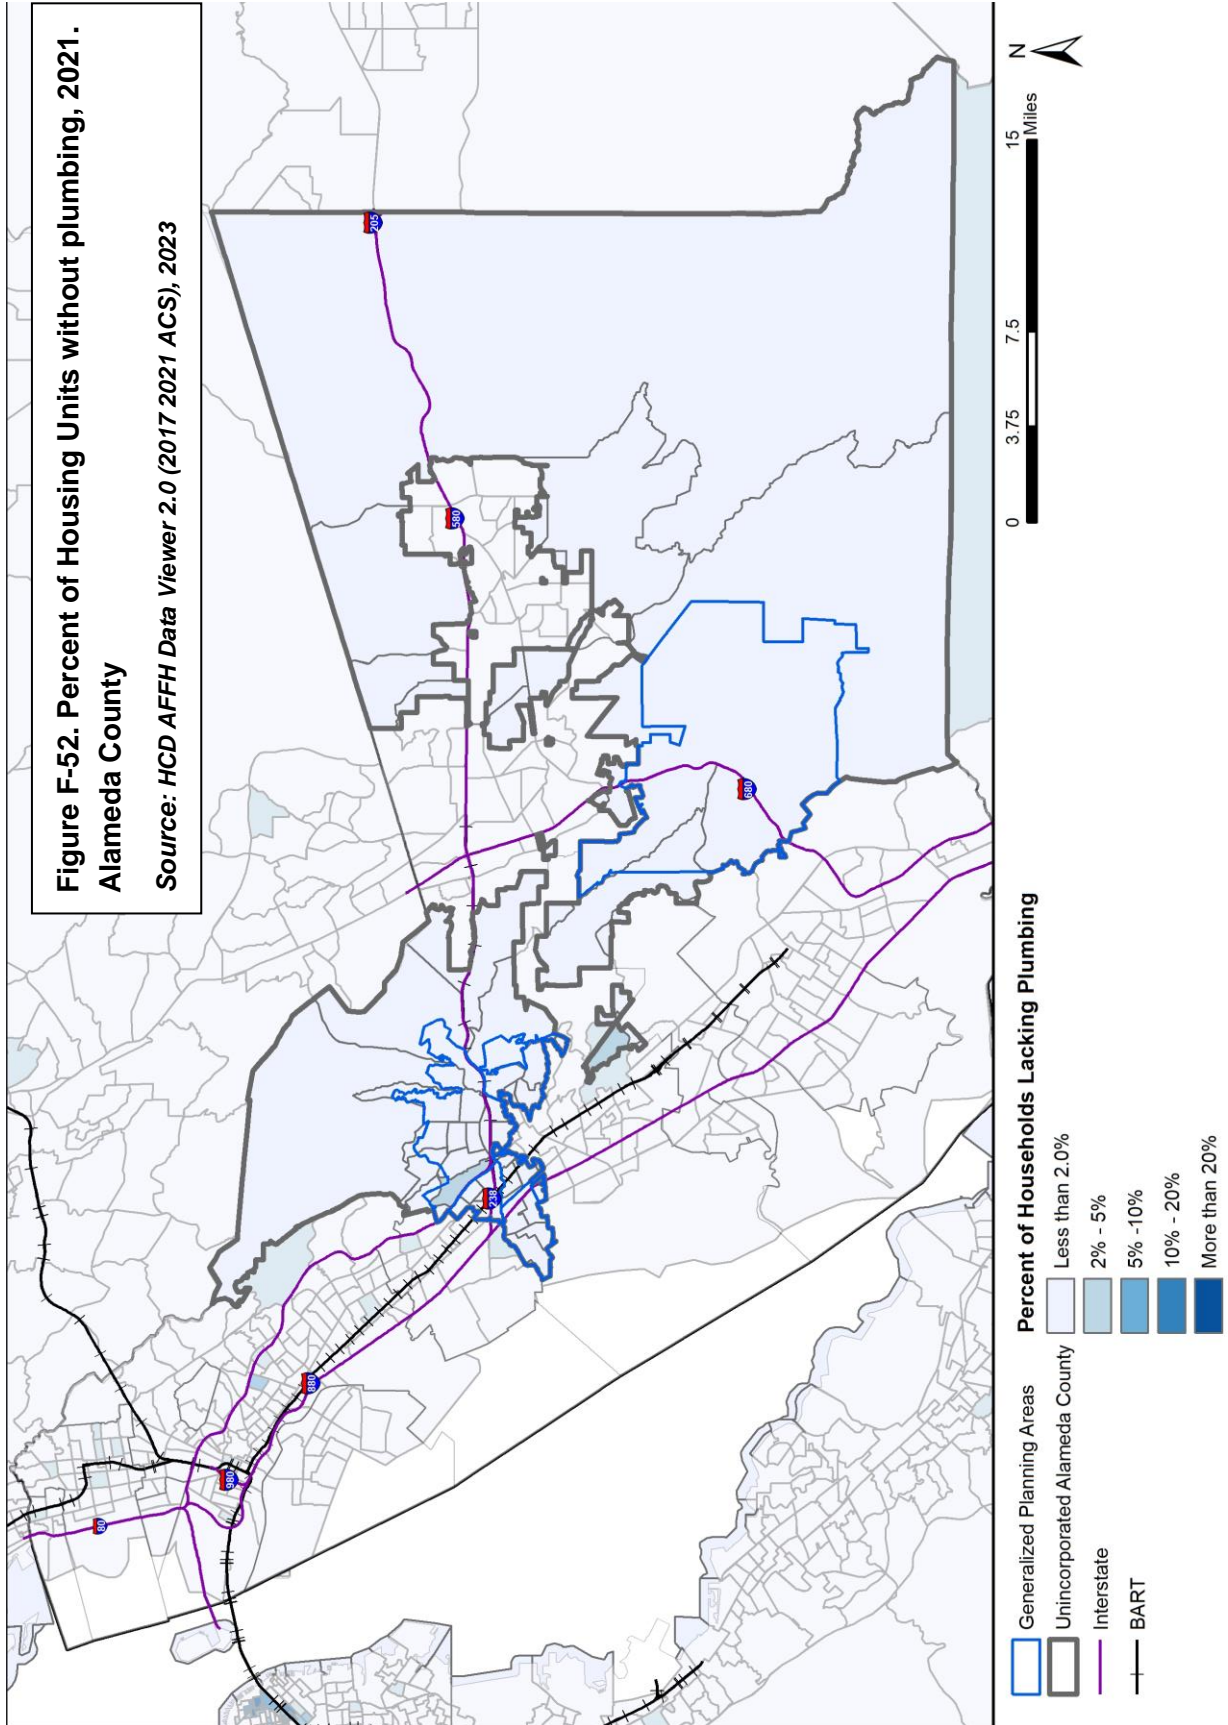 Figure F-52. Percent of Housing Units without plumbing, 2021.
Alameda County
Source: HCD AFFH Data Viewer 2.0 (2017 2021 ACS), 2023
80
980
880
238
580
680
205
Generalized Planning Areas
Unincorporated Alameda County
Interstate
BART
Percent of Households Lacking Plumbing
Less than 2.0%
2% - 5%
5% -10%
10% - 20%
More than 20%
0 3.75 7.5 15
Miles
N